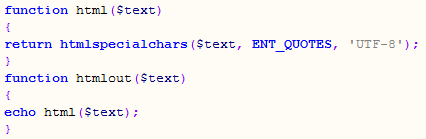 function html($text)
{
return htmlspecialchars($text, ENT_QUOTES, 'UTF-8');
}
function htmlout($text)
{
echo html($text);
}